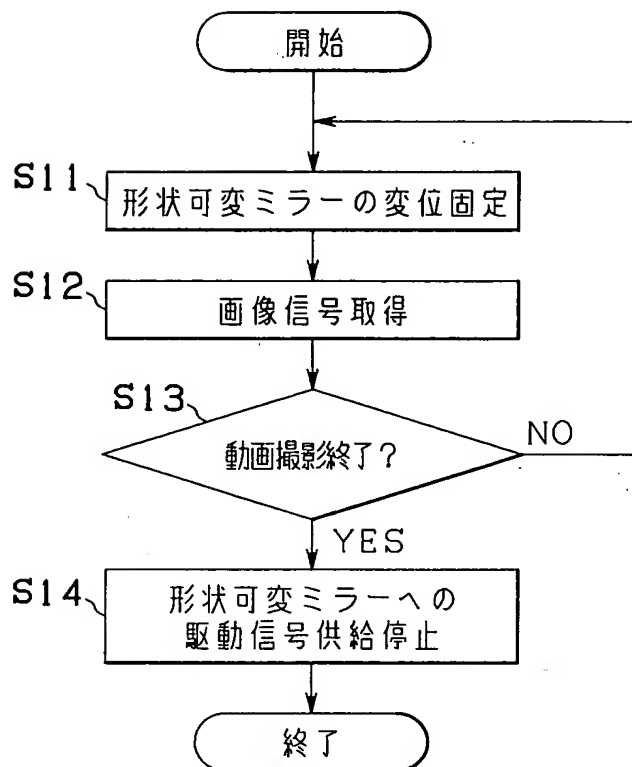 開始
S11
形状可変ミラーの変位固定
S12
画像信号取得
S13
動画撮影終了?
NO
YES
S14
形状可変ミラーへの
駆動信号供給停止
終了